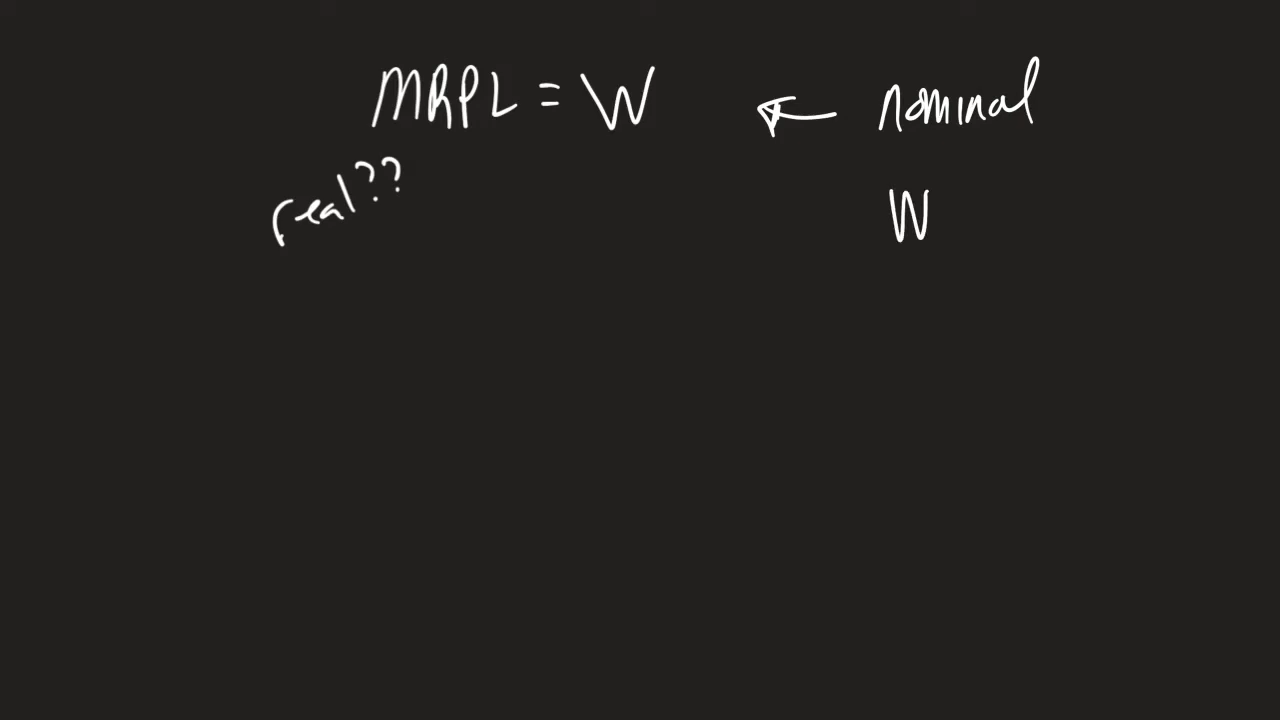 MRPL = W ← nominal
real??
W